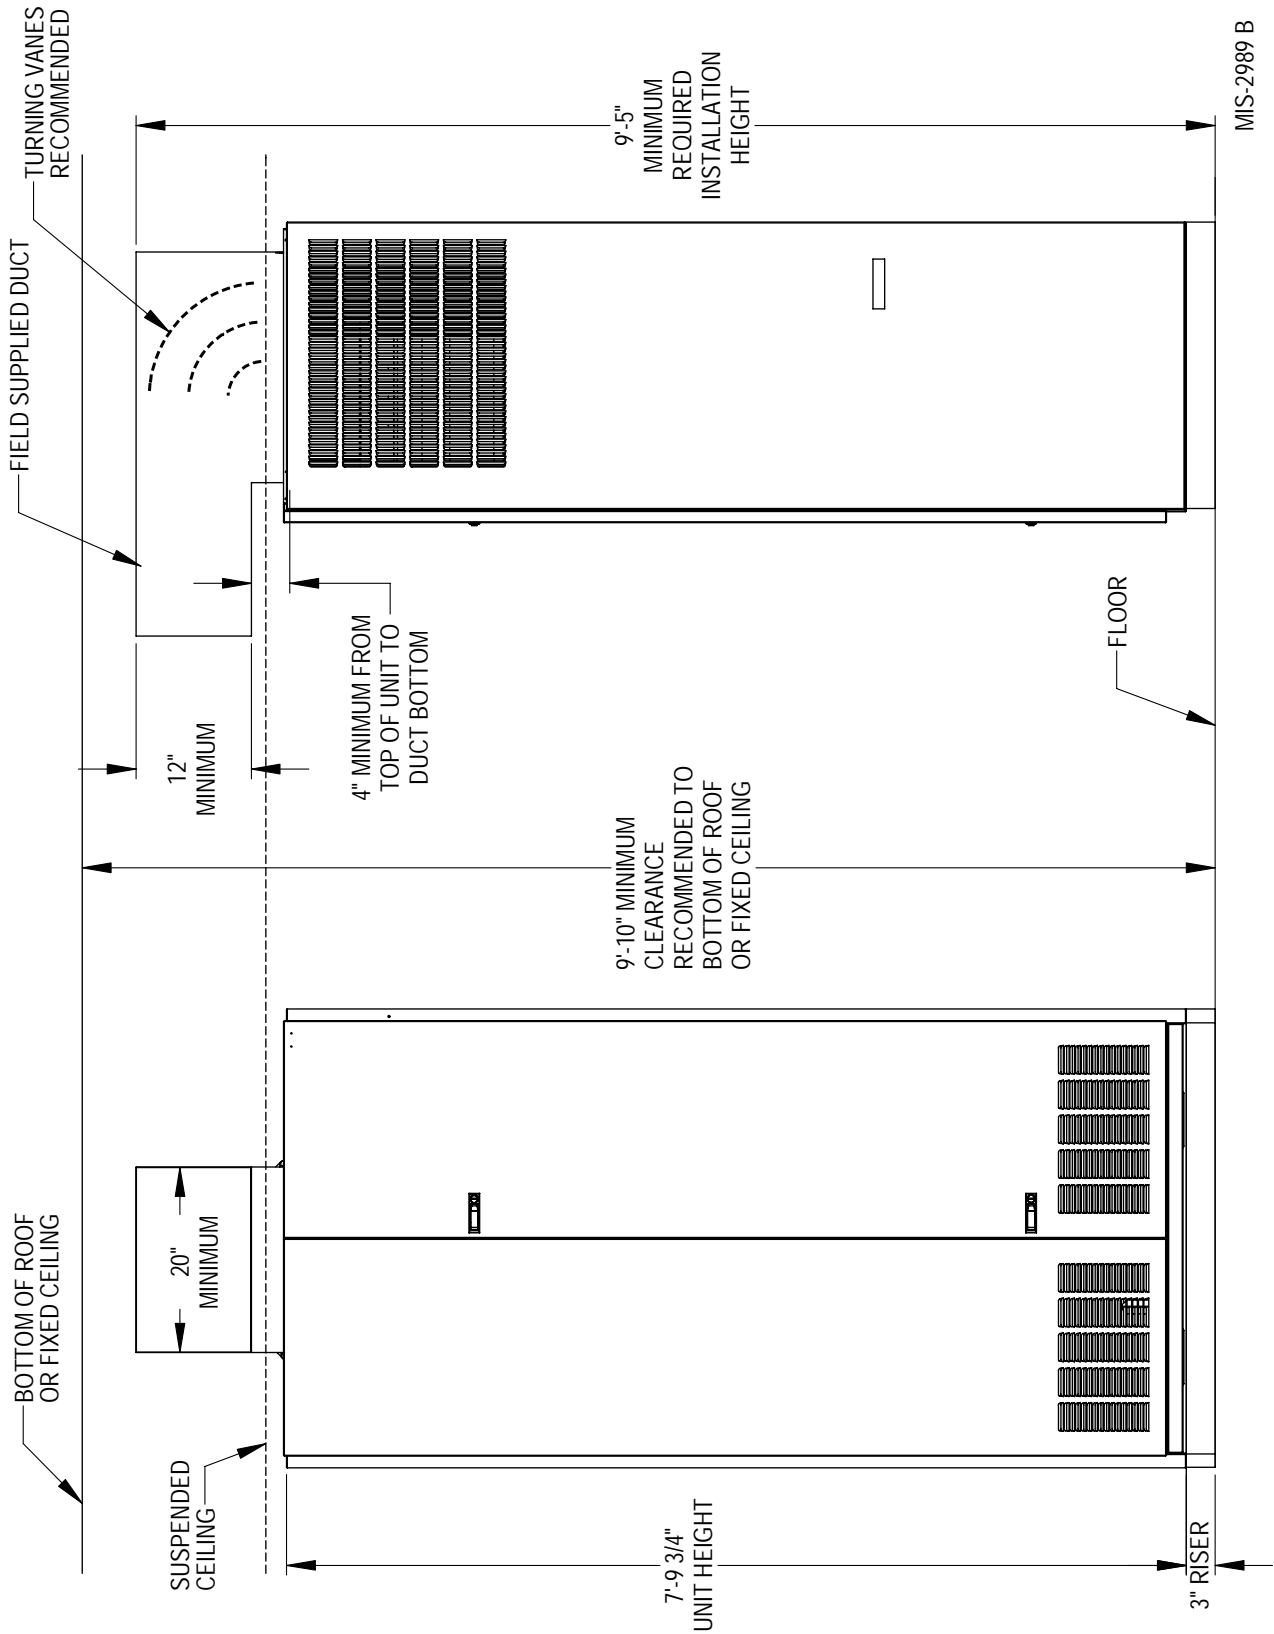 BOTTOM OF ROOF
OR FIXED CEILING
SUSPENDED
CEILING
20"
MINIMUM
7'-9 3/4"
UNIT HEIGHT
3" RISER
9'-10" MINIMUM
CLEARANCE
RECOMMENDED TO
BOTTOM OF ROOF
OR FIXED CEILING
12"
MINIMUM
4" MINIMUM FROM
TOP OF UNIT TO
DUCT BOTTOM
FLOOR
FIELD SUPPLIED DUCT
TURNING VANES
RECOMMENDED
9'-5"
MINIMUM
REQUIRED
INSTALLATION
HEIGHT
MIS-2989 B